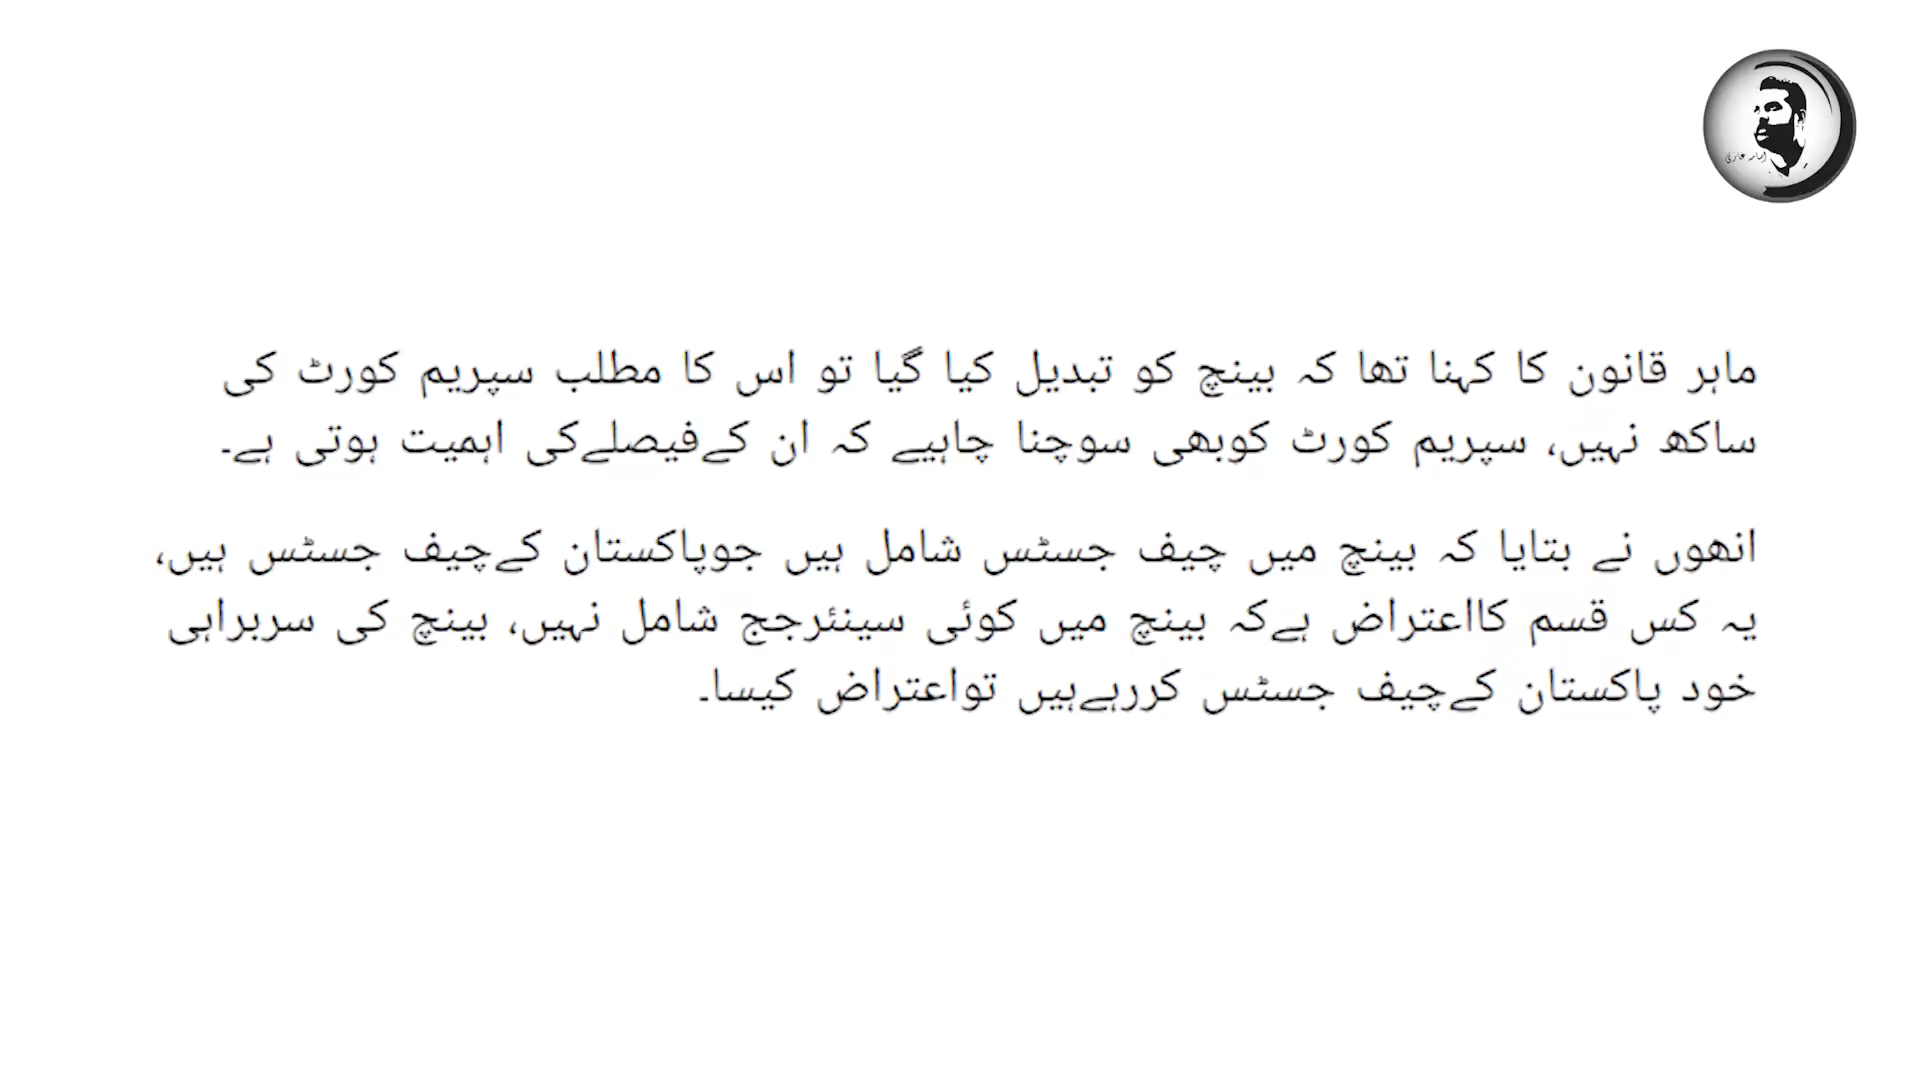 ماہر قانون کا کہنا تھا کہ بینچ کو تبدیل کیا گیا تو اس کا مطلب سپریم کورٹ کی
ساکھ نہیں، سپریم کورٹ کوبھی سوچنا چاہیے کہ ان کےفیصلےکی اہمیت ہوتی ہے۔
انھوں نے بتایا کہ بینچ میں چیف جسٹس شامل ہیں جوپاکستان کےچیف جسٹس ہیں،
یہ کس قسم کااعتراض ہےکہ بینچ میں کوئی سینئرجج شامل نہیں، بینچ کی سربراہی
خود پاکستان کےچیف جسٹس کررہےہیں تواعتراض کیسا۔